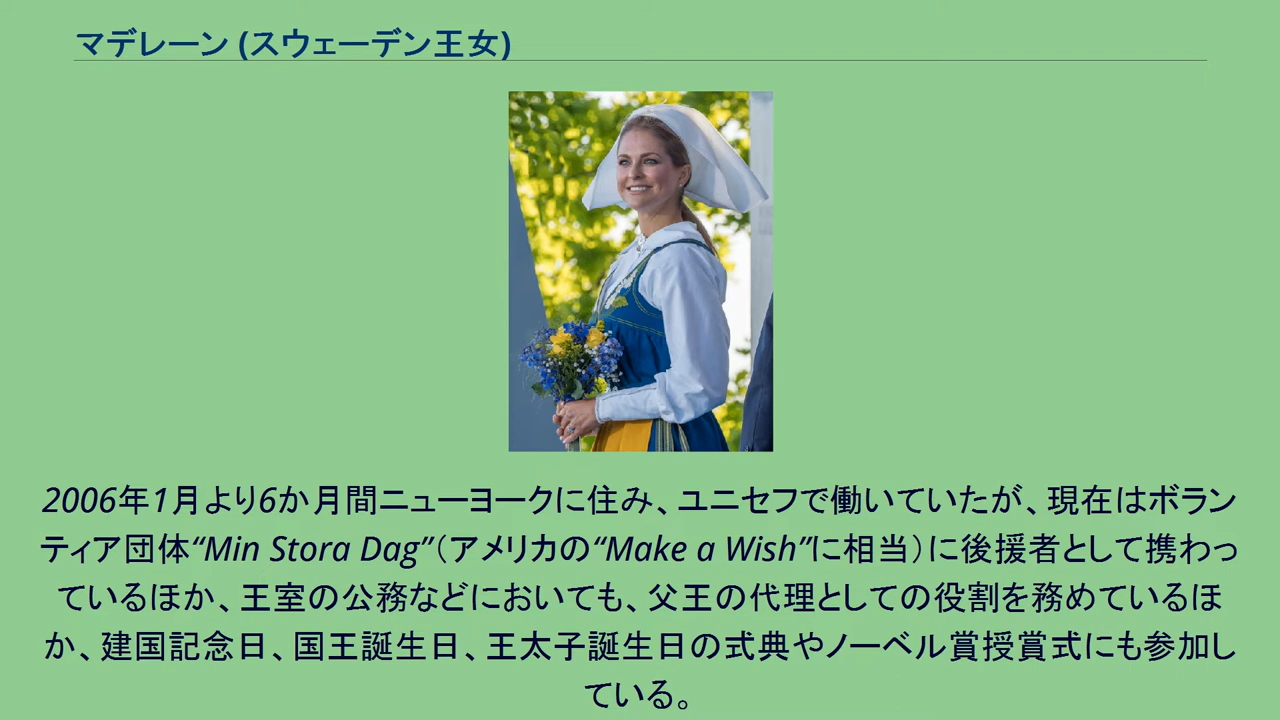 マデレーン (スウェーデン王女)
2006年1月より6か月間ニューヨークに住み、ユニセフで働いていたが、現在はボラン
ティア団体“Min Stora Dag”（アメリカの“Make a Wish”に相当）に後援者として携わっ
ているほか、王室の公務などにおいても、父王の代理としての役割を務めているほ
か、建国記念日、国王誕生日、王太子誕生日の式典やノーベル賞授賞式にも参加し
ている。